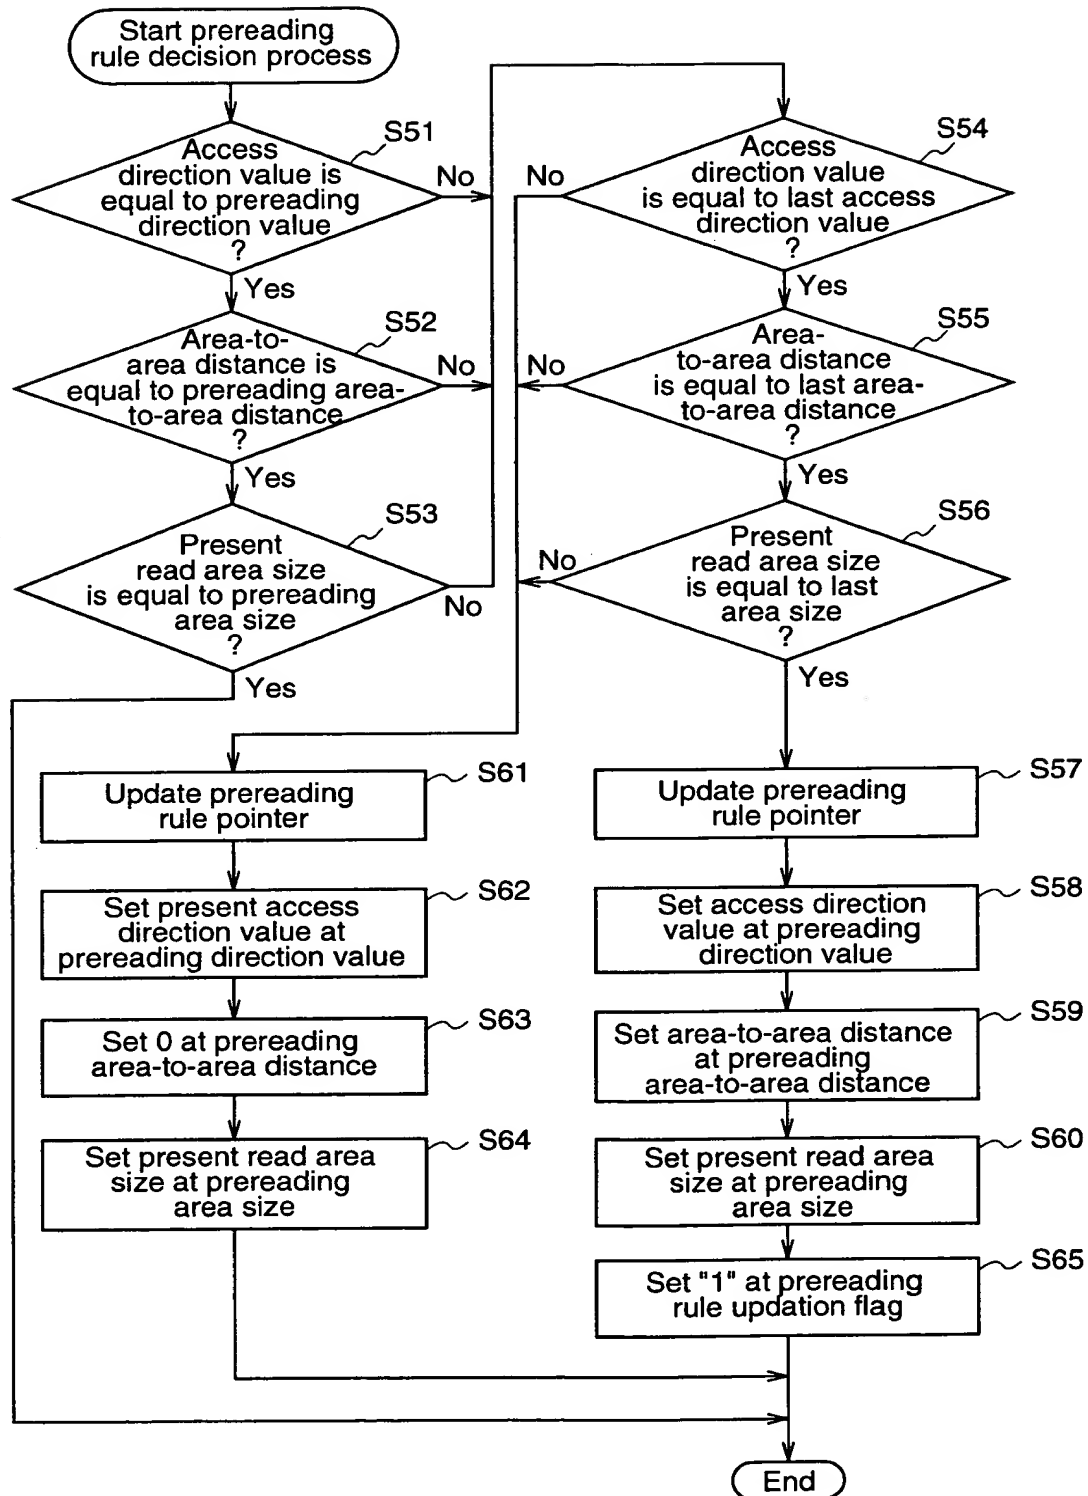 Start prereading
rule decision process
S51
Access
direction value is
equal to prereading
direction value
?
No
Yes
S52
Area-to-
area distance is
equal to prereading area-
to-area distance
?
No
Yes
S53
Present
read area size
is equal to prereading
area size
?
No
Yes
S54
Access
direction value
is equal to last access
direction value
?
No
Yes
S55
Area-
to-area distance
is equal to last area-
to-area distance
?
No
Yes
S56
Present
read area size
is equal to last
area size
?
No
Yes
S61
Update prereading
rule pointer
S62
Set present access
direction value at
prereading direction value
S63
Set 0 at prereading
area-to-area distance
S64
Set present read area
size at prereading
area size
S57
Update prereading
rule pointer
S58
Set access direction
value at prereading
direction value
S59
Set area-to-area distance
at prereading
area-to-area distance
S60
Set present read area
size at prereading
area size
S65
Set "1" at prereading
rule updation flag
End